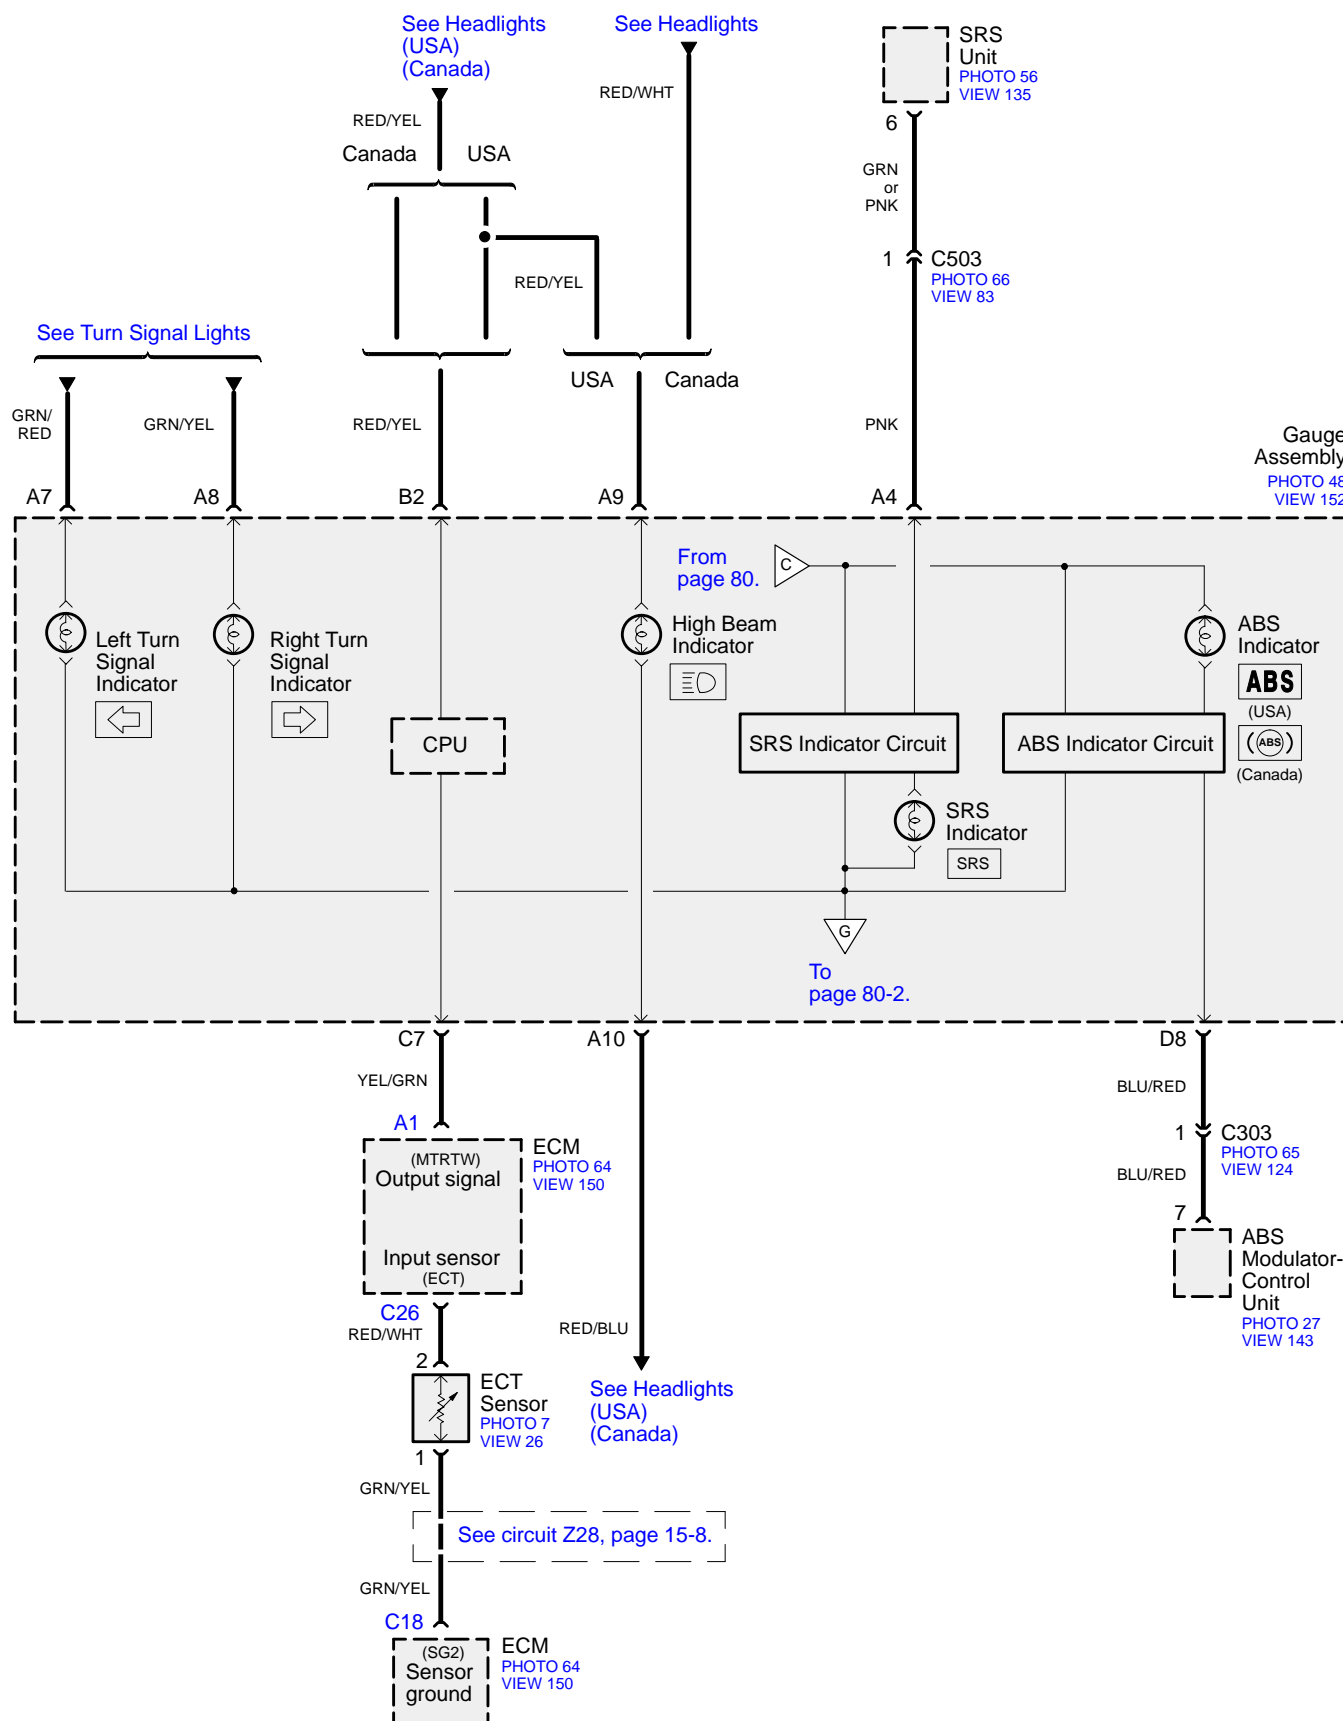 See Headlights
(USA)
(Canada)
See Headlights
SRS
Unit
PHOTO 56
VIEW 135
RED/YEL
RED/WHT
6
Canada
USA
GRN
or
PNK
1
C503
PHOTO 66
VIEW 83
RED/YEL
See Turn Signal Lights
USA
Canada
GRN/
RED
GRN/YEL
RED/YEL
PNK
Gauge
Assembly
PHOTO 48
VIEW 152
A7
A8
B2
A9
A4
From
page 80.
C
Left Turn
Signal
Indicator
Right Turn
Signal
Indicator
High Beam
Indicator
ABS
Indicator
ABS
(USA)
CPU
SRS Indicator Circuit
ABS Indicator Circuit
(ABS)
(Canada)
SRS
Indicator
SRS
G
To
page 80-2.
C7
A10
D8
YEL/GRN
BLU/RED
A1
1
C303
PHOTO 65
VIEW 124
(MTRTW)
Output signal
ECM
PHOTO 64
VIEW 150
BLU/RED
7
Input sensor
(ECT)
ABS
Modulator-
Control
Unit
PHOTO 27
VIEW 143
C26
RED/WHT
RED/BLU
2
ECT
Sensor
PHOTO 7
VIEW 26
See Headlights
(USA)
(Canada)
1
GRN/YEL
See circuit Z28, page 15-8.
GRN/YEL
C18
(SG2)
Sensor
ground
ECM
PHOTO 64
VIEW 150